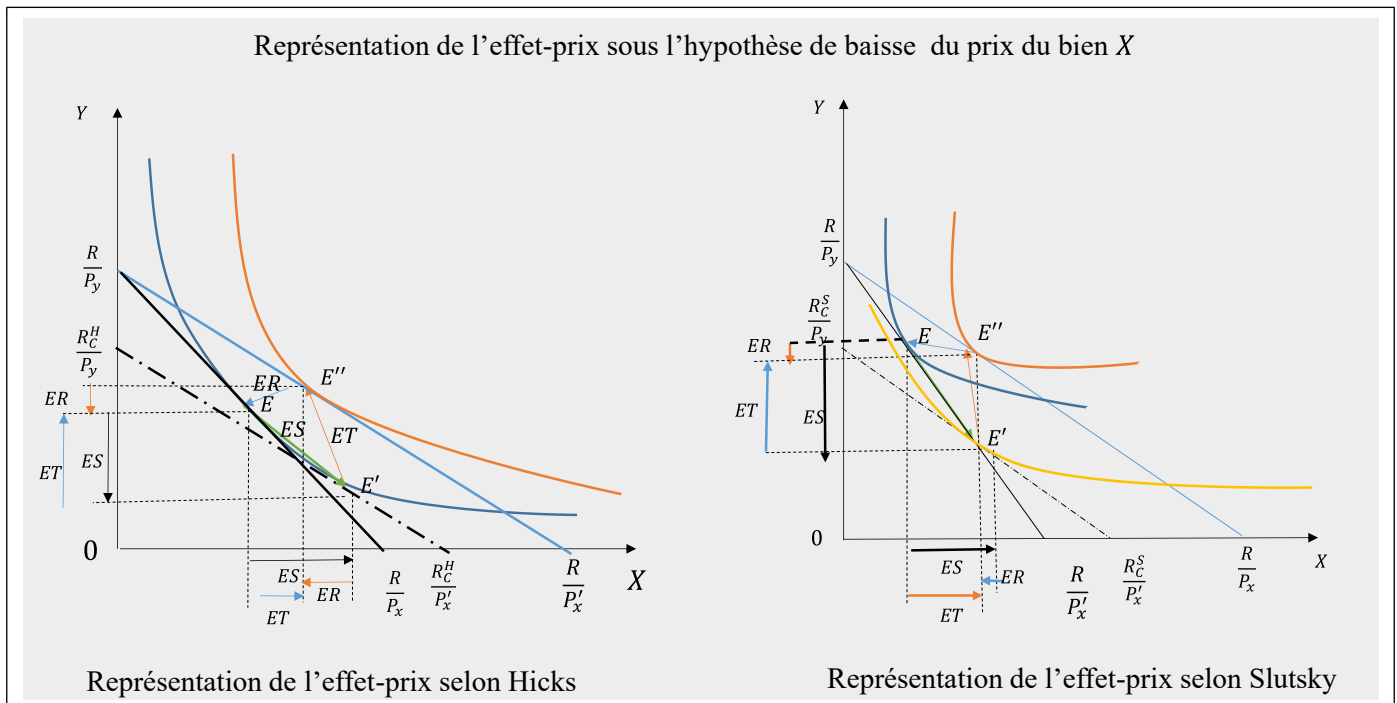 Représentation de l’effet-prix sous l’hypothèse de baisse du prix du bien X
Y
R
P_y
R_C^H
P_y
ER
ET
ES
E''
ER
E
ES
ET
E'
0
ES
ER
ET
R
P_x
R_C^H
P'_x
R
P'_x
X
Représentation de l’effet-prix selon Hicks
Y
R
P_y
R_C^S
P_y
ER
ET
ES
E
E''
E'
0
ES
ER
ET
R
P'_x
R_C^S
P'_x
R
P_x
X
Représentation de l’effet-prix selon Slutsky